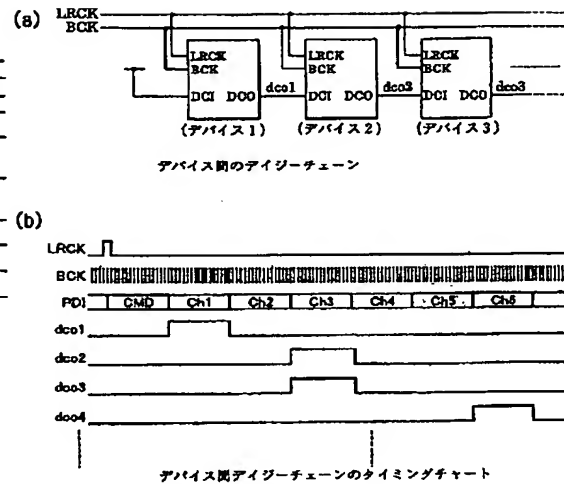 (a)
LRCK
BCK
LRCK
BCK
DCI DCO
dco1
(デバイス1)
LRCK
BCK
DCI DCO
dco2
(デバイス2)
LRCK
BCK
DCI DCO
dco3
(デバイス3)
デバイス間のデイジーチェーン
(b)
LRCK
BCK
PDI CMD Ch1 Ch2 Ch3 Ch4 Ch5 Ch6
dco1
dco2
dco3
dco4
デバイス間デイジーチェーンのタイミングチャート